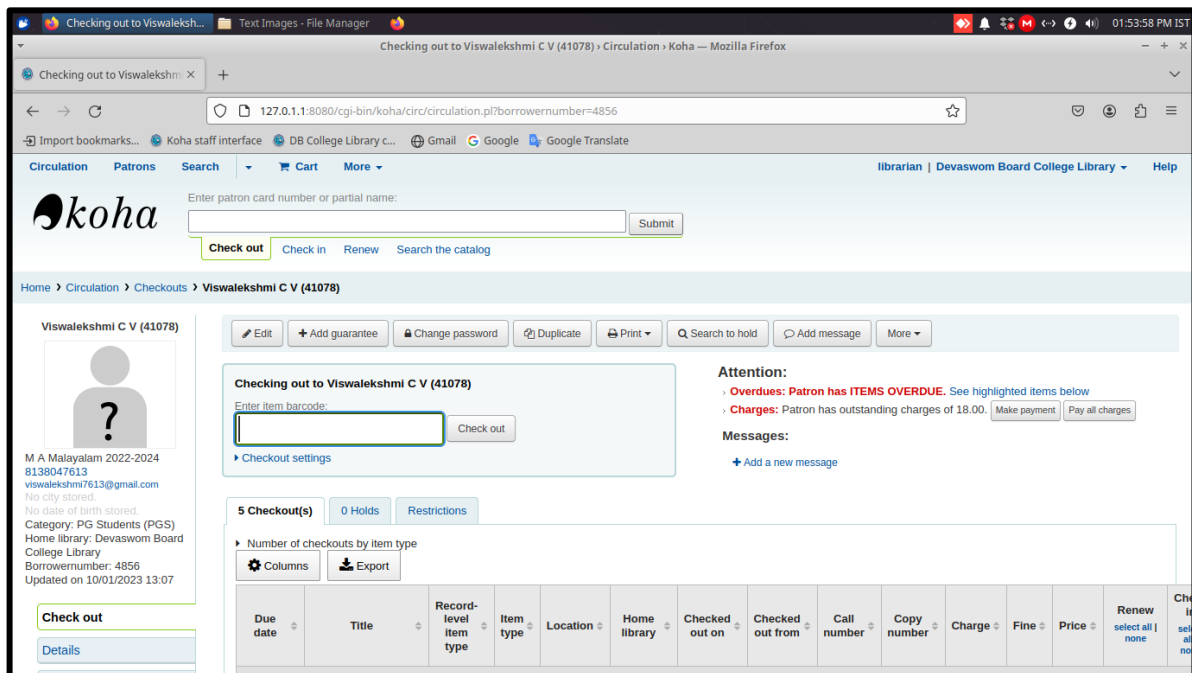 Checking out to Viswaleksh...
Text Images - File Manager
01:53:58 PM IST
Checking out to Viswalekshmi C V (41078) › Circulation › Koha — Mozilla Firefox
Checking out to Viswalekshm
127.0.1.1:8080/cgi-bin/koha/circ/circulation.pl?borrowernumber=4856
Import bookmarks... Koha staff interface DB College Library c... Gmail Google Google Translate
Circulation Patrons Search Cart More librarian | Devaswom Board College Library Help
Enter patron card number or partial name:
koha
Submit
Check out Check in Renew Search the catalog
Home Circulation Checkouts Viswalekshmi C V (41078)
Viswalekshmi C V (41078)
?
M A Malayalam 2022-2024
8138047613
viswalekshmi7613@gmail.com
No city stored.
No date of birth stored.
Category: PG Students (PGS)
Home library: Devaswom Board
College Library
Borrowernumber: 4856
Updated on 10/01/2023 13:07
Check out
Details
Edit + Add guarantee Change password Duplicate Print Search to hold Add message More
Checking out to Viswalekshmi C V (41078)
Enter item barcode:
Check out
Checkout settings
Attention:
› Overdues: Patron has ITEMS OVERDUE. See highlighted items below
› Charges: Patron has outstanding charges of 18.00. Make payment Pay all charges
Messages:
+ Add a new message
5 Checkout(s) 0 Holds Restrictions
Number of checkouts by item type
Columns Export
Due date
Title
Record-level item type
Item type
Location
Home library
Checked out on
Checked out from
Call number
Copy number
Charge
Fine
Price
Renew select all | none